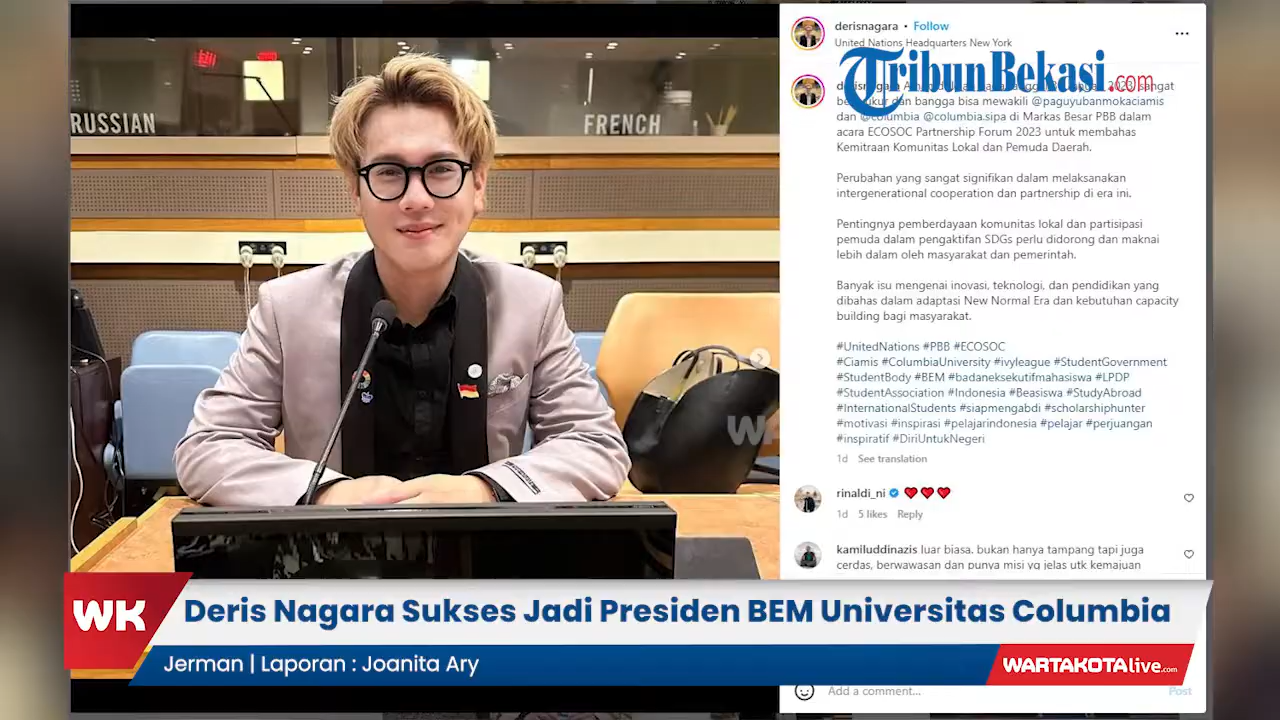 RUSSIAN
FRENCH
derisnagara • Follow
United Nations Headquarters New York
TribunBekasi.com
2023, sangat
dan bangga bisa mewakili @paguyubanmokaciamis
dan @columbia @columbia.sipa di Markas Besar PBB dalam
acara ECOSOC Partnership Forum 2023 untuk membahas
Kemitraan Komunitas Lokal dan Pemuda Daerah.
Perubahan yang sangat signifikan dalam melaksanakan
intergenerational cooperation dan partnership di era ini.
Pentingnya pemberdayaan komunitas lokal dan partisipasi
pemuda dalam pengaktifan SDGs perlu didorong dan maknai
lebih dalam oleh masyarakat dan pemerintah.
Banyak isu mengenai inovasi, teknologi, dan pendidikan yang
dibahas dalam adaptasi New Normal Era dan kebutuhan capacity
building bagi masyarakat.
#UnitedNations #PBB #ECOSOC
#Ciamis #ColumbiaUniversity #ivyleague #StudentGovernment
#StudentBody #BEM #badaneksekutifmahasiswa #LPDP
#StudentAssociation #Indonesia #Beasiswa #StudyAbroad
#InternationalStudents #siapmengabdi #scholarshiphunter
#motivasi #inspirasi #pelajarindonesia #pelajar #perjuangan
#inspiratif #DiriUntukNegeri
1d See translation
rinaldi_ni
1d 5 likes Reply
kamiluddinazis luar biasa. bukan hanya tampang tapi juga
cerdas, berwawasan dan punya misi yg jelas utk kemajuan
WK
Deris Nagara Sukses Jadi Presiden BEM Universitas Columbia
Jerman | Laporan : Joanita Ary
WARTAKOTAlive.com
Add a comment...
Post